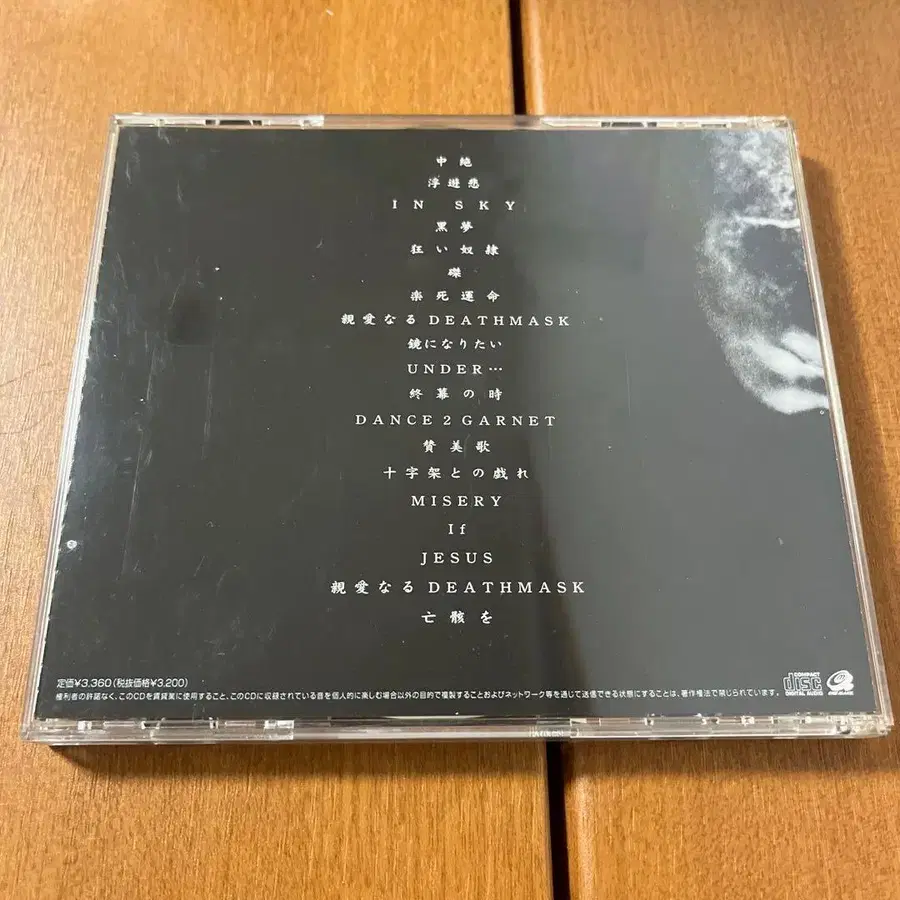 中絶
浮遊悲
IN SKY
黒夢
狂い奴隷
磔
楽死運命
親愛なるDEATHMASK
鏡になりたい
UNDER…
終幕の時
DANCE 2 GARNET
賛美歌
十字架との戯れ
MISERY
If
JESUS
親愛なるDEATHMASK
亡骸を
定価¥3,360(税抜価格¥3,200)
権利者の許諾なく、このCDを賃貸業に使用すること、このCDに収録されている音を個人的に楽しむ場合以外の目的で複製することおよびネットワーク等を通じて送信できる状態にすることは、著作権法で禁じられています。
COMPACT
disc
DIGITAL AUDIO